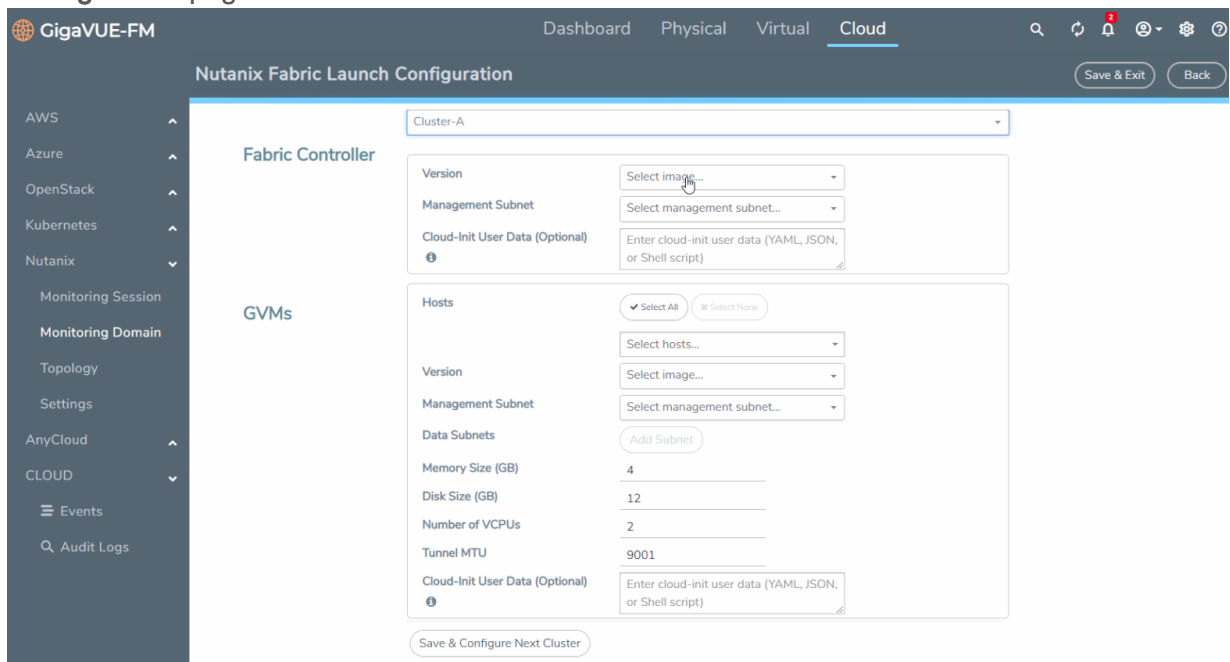 GigaVUE-FM
Dashboard Physical Virtual Cloud
2
Nutanix Fabric Launch Configuration
Save & Exit
Back
AWS
Azure
OpenStack
Kubernetes
Nutanix
Monitoring Session
Monitoring Domain
Topology
Settings
AnyCloud
CLOUD
Events
Audit Logs
Cluster-A
Fabric Controller
Version
Select image...
Management Subnet
Select management subnet...
Cloud-Init User Data (Optional)
Enter cloud-init user data (YAML, JSON,
or Shell script)
GVMs
Hosts
Select All
Select None
Select hosts...
Version
Select image...
Management Subnet
Select management subnet...
Data Subnets
Add Subnet
Memory Size (GB)
4
Disk Size (GB)
12
Number of VCPUs
2
Tunnel MTU
9001
Cloud-Init User Data (Optional)
Enter cloud-init user data (YAML, JSON,
or Shell script)
Save & Configure Next Cluster